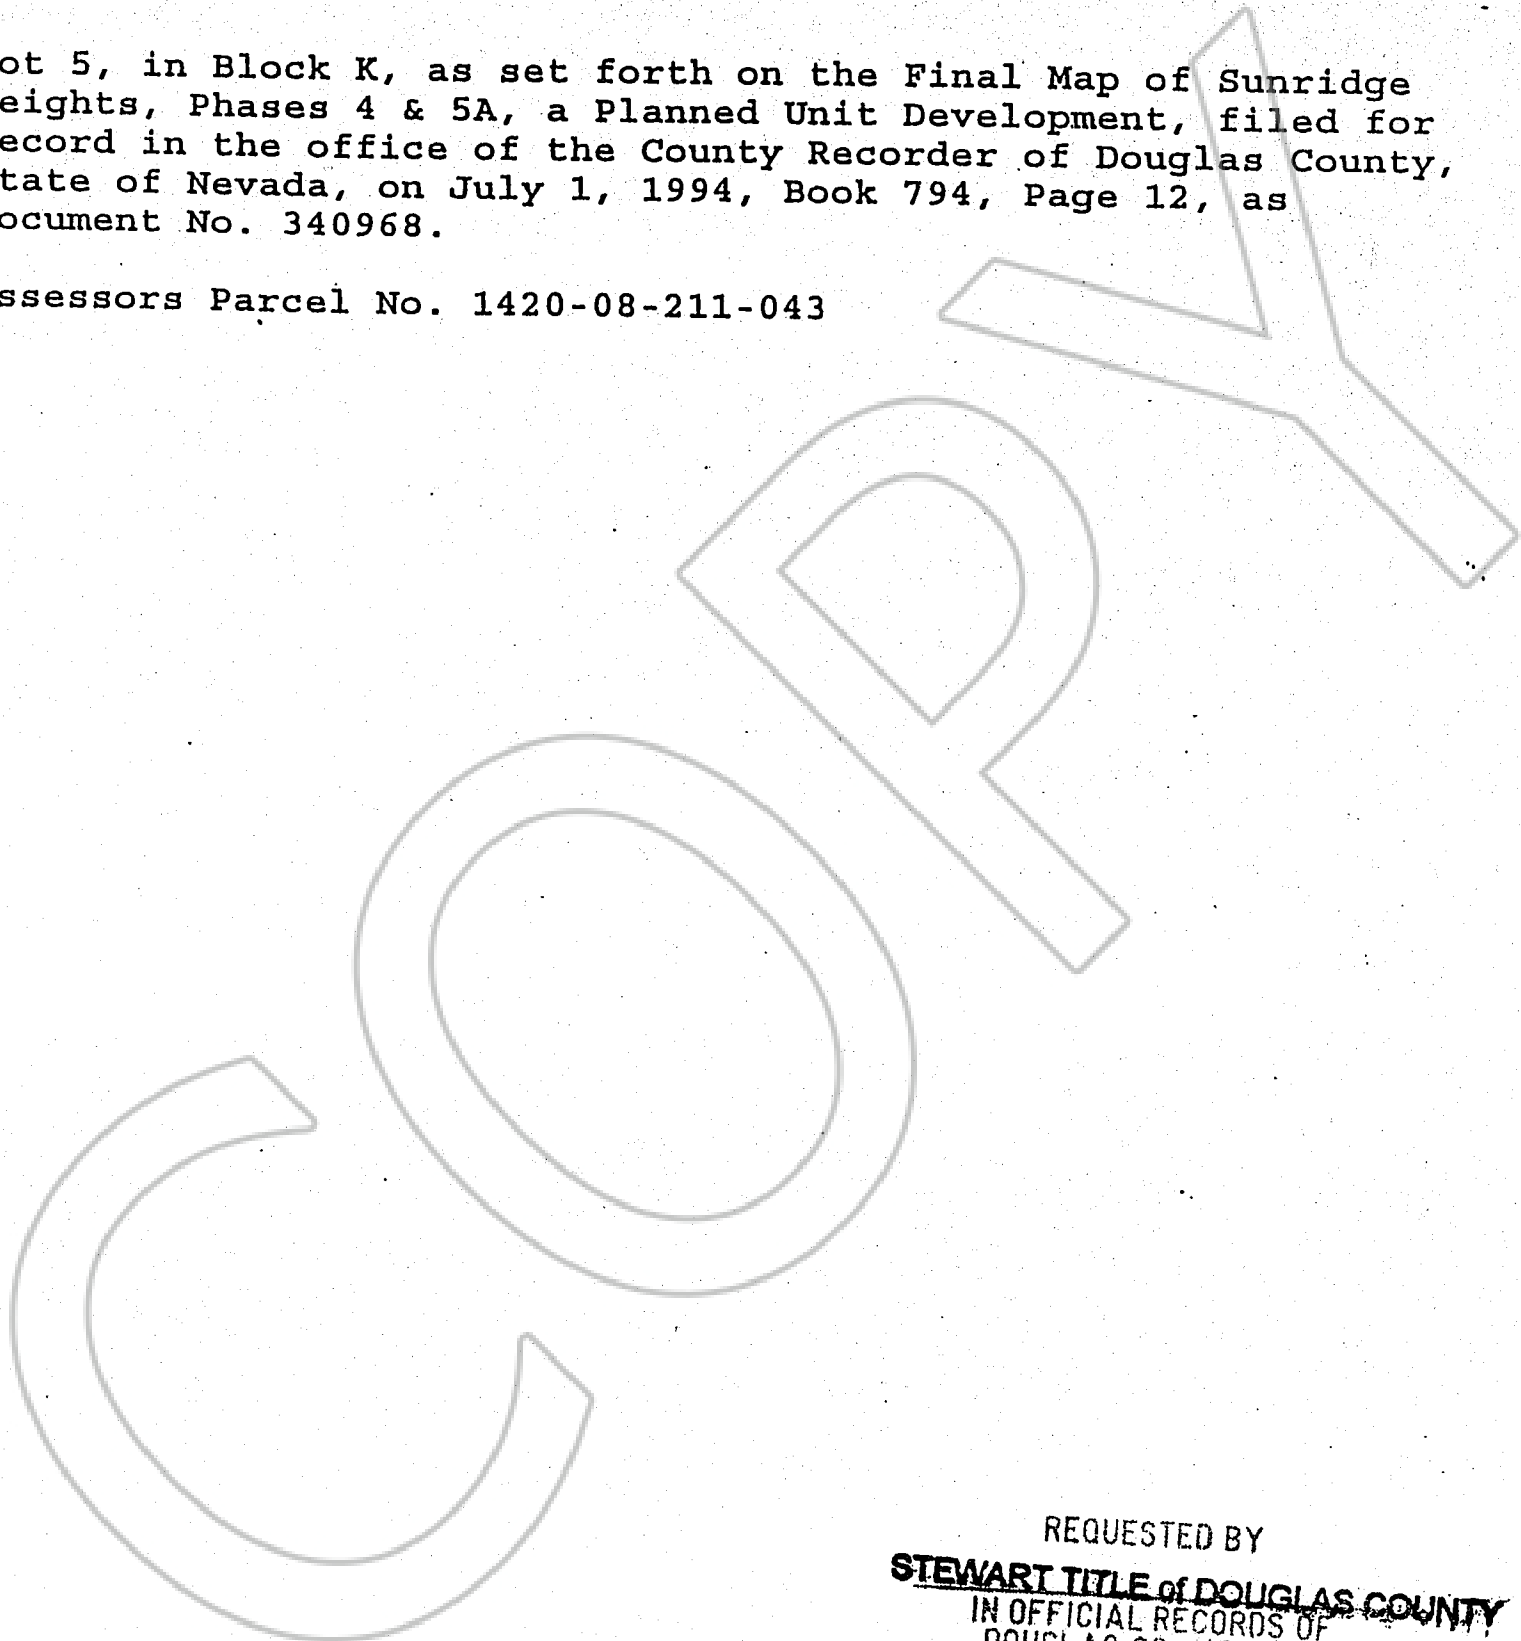 ot 5, in Block K, as set forth on the Final Map of Sunridge
eights, Phases 4 & 5A, a Planned Unit Development, filed for
ecord in the office of the County Recorder of Douglas County,
tate of Nevada, on July 1, 1994, Book 794, Page 12, as
ocument No. 340968.
ssessors Parcel No. 1420-08-211-043
COPY
REQUESTED BY
STEWART TITLE of DOUGLAS COUNTY
IN OFFICIAL RECORDS OF